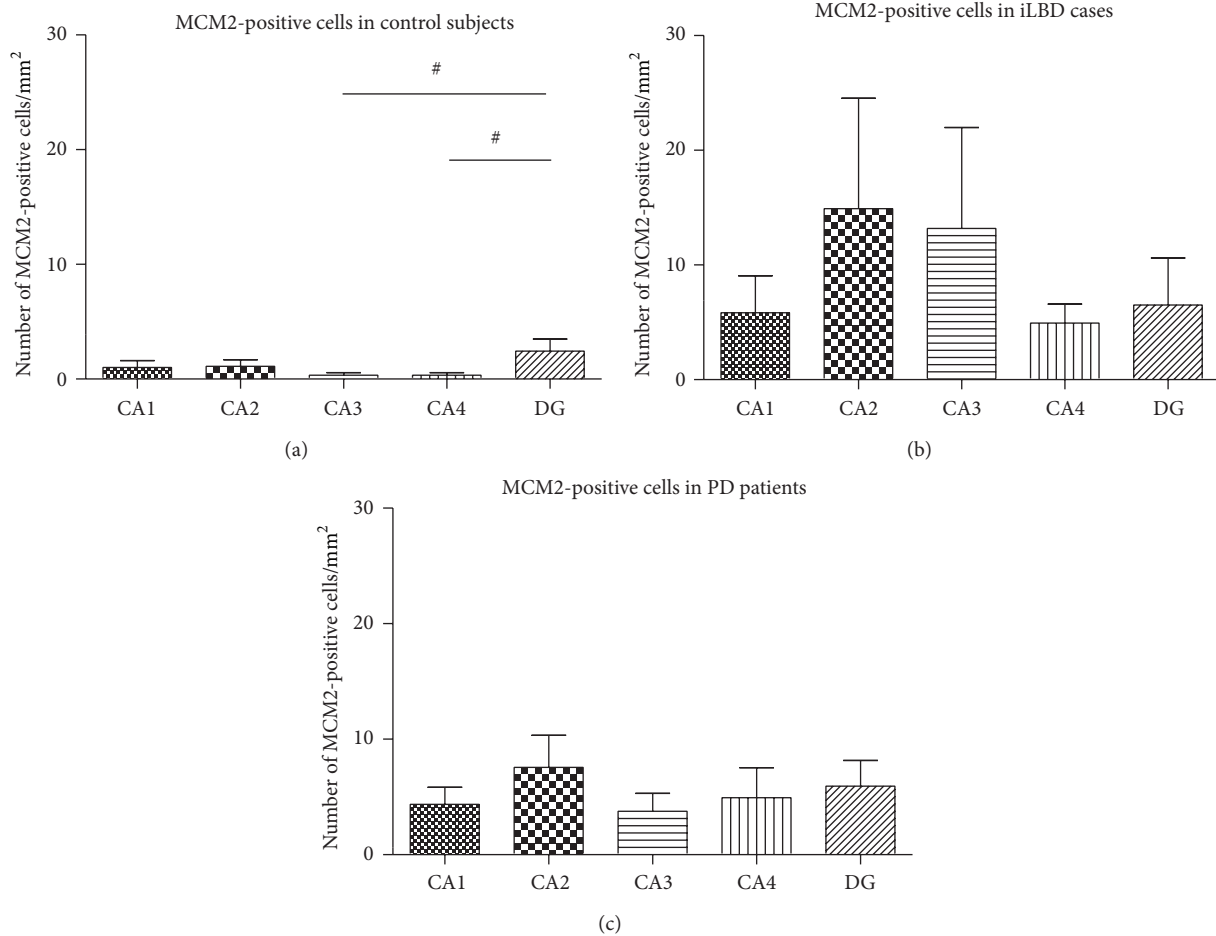 MCM2-positive cells in control subjects
Number of MCM2-positive cells/mm²
30
20
10
0
#
#
CA1 CA2 CA3 CA4 DG
(a)
MCM2-positive cells in iLBD cases
Number of MCM2-positive cells/mm²
30
20
10
0
CA1 CA2 CA3 CA4 DG
(b)
MCM2-positive cells in PD patients
Number of MCM2-positive cells/mm²
30
20
10
0
CA1 CA2 CA3 CA4 DG
(c)